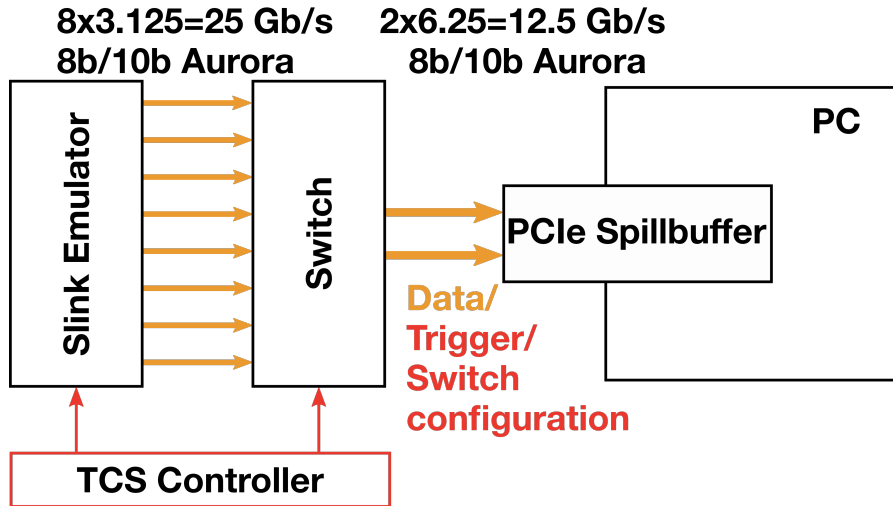 8x3.125=25 Gb/s
8b/10b Aurora
2x6.25=12.5 Gb/s
8b/10b Aurora
Slink Emulator
Switch
PC
PCIe Spillbuffer
Data/
Trigger/
Switch
configuration
TCS Controller